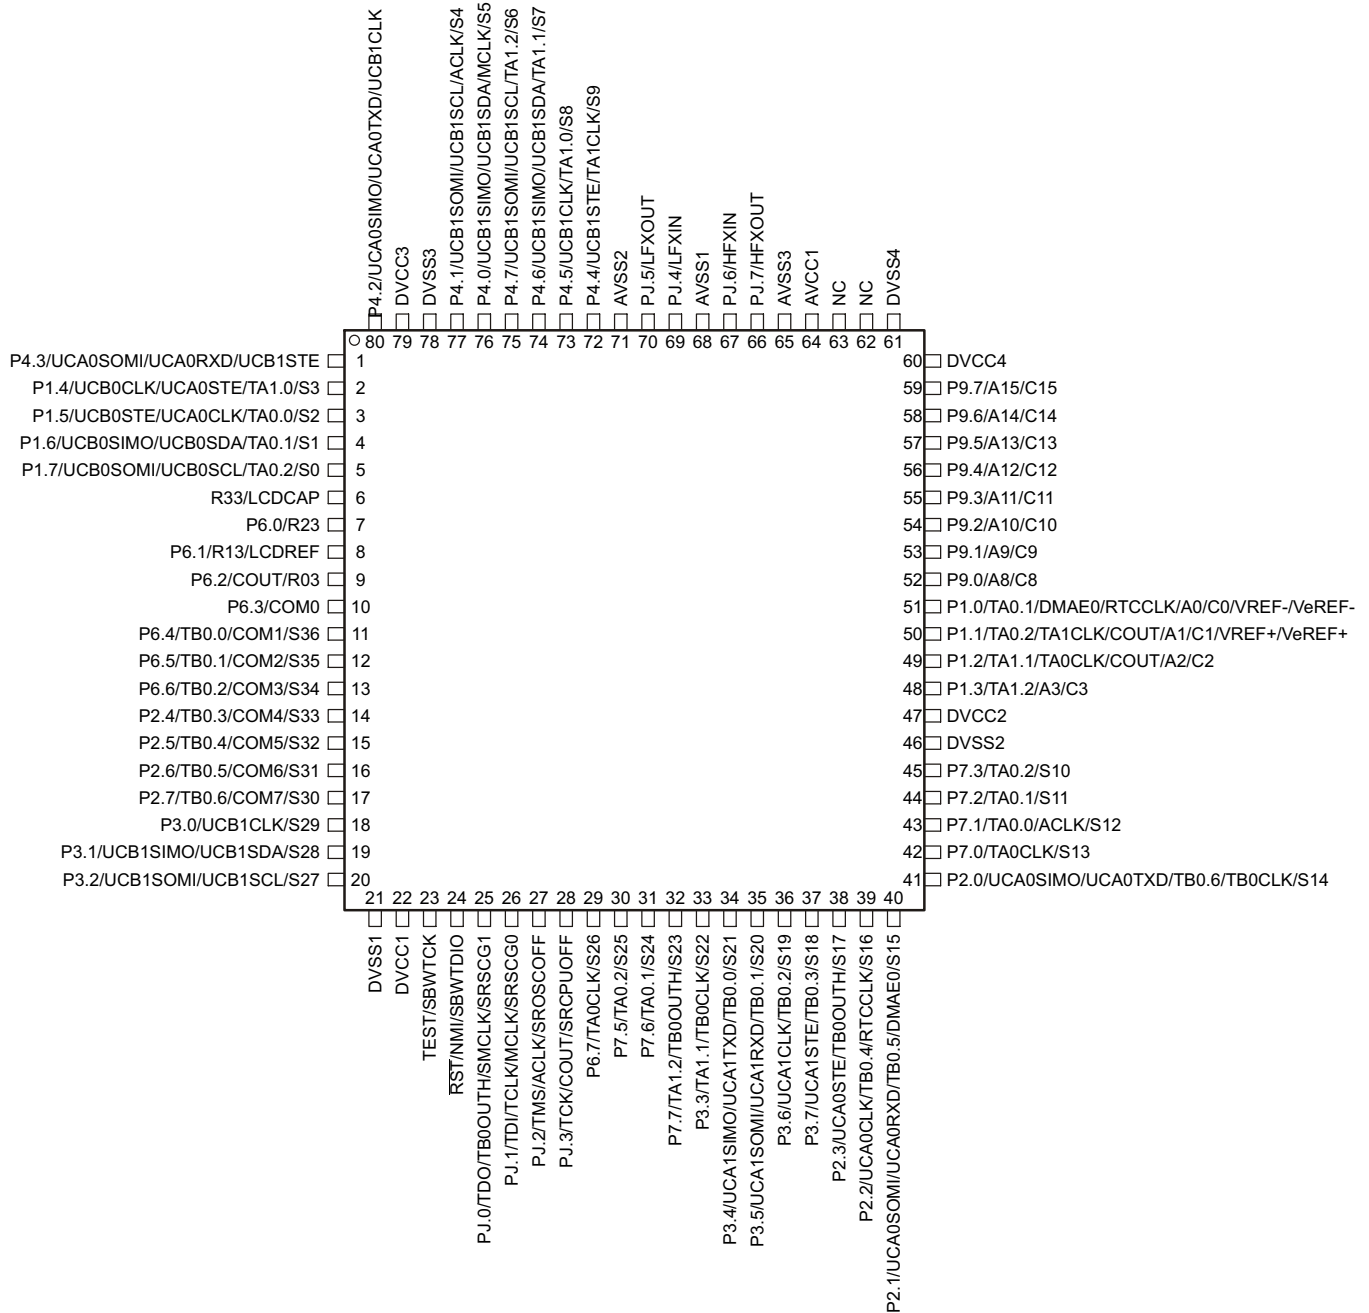 P4.2/UCA0SIMO/UCA0TXD/UCB1CLK
DVCC3
DVSS3
P4.1/UCB1SOMI/UCB1SCL/ACLK/S4
P4.0/UCB1SIMO/UCB1SDA/MCLK/S5
P4.7/UCB1SOMI/UCB1SCL/TA1.2/S6
P4.6/UCB1SIMO/UCB1SDA/TA1.1/S7
P4.5/UCB1CLK/TA1.0/S8
P4.4/UCB1STE/TA1CLK/S9
AVSS2
PJ.5/LFXOUT
PJ.4/LFXIN
AVSS1
PJ.6/HFXIN
PJ.7/HFXOUT
AVSS3
AVCC1
NC
NC
DVSS4
80 79 78 77 76 75 74 73 72 71 70 69 68 67 66 65 64 63 62 61
P4.3/UCA0SOMI/UCA0RXD/UCB1STE 1
P1.4/UCB0CLK/UCA0STE/TA1.0/S3 2
P1.5/UCB0STE/UCA0CLK/TA0.0/S2 3
P1.6/UCB0SIMO/UCB0SDA/TA0.1/S1 4
P1.7/UCB0SOMI/UCB0SCL/TA0.2/S0 5
R33/LCDCAP 6
P6.0/R23 7
P6.1/R13/LCDREF 8
P6.2/COUT/R03 9
P6.3/COM0 10
P6.4/TB0.0/COM1/S36 11
P6.5/TB0.1/COM2/S35 12
P6.6/TB0.2/COM3/S34 13
P2.4/TB0.3/COM4/S33 14
P2.5/TB0.4/COM5/S32 15
P2.6/TB0.5/COM6/S31 16
P2.7/TB0.6/COM7/S30 17
P3.0/UCB1CLK/S29 18
P3.1/UCB1SIMO/UCB1SDA/S28 19
P3.2/UCB1SOMI/UCB1SCL/S27 20
60 DVCC4
59 P9.7/A15/C15
58 P9.6/A14/C14
57 P9.5/A13/C13
56 P9.4/A12/C12
55 P9.3/A11/C11
54 P9.2/A10/C10
53 P9.1/A9/C9
52 P9.0/A8/C8
51 P1.0/TA0.1/DMAE0/RTCCLK/A0/C0/VREF-/VeREF-
50 P1.1/TA0.2/TA1CLK/COUT/A1/C1/VREF+/VeREF+
49 P1.2/TA1.1/TA0CLK/COUT/A2/C2
48 P1.3/TA1.2/A3/C3
47 DVCC2
46 DVSS2
45 P7.3/TA0.2/S10
44 P7.2/TA0.1/S11
43 P7.1/TA0.0/ACLK/S12
42 P7.0/TA0CLK/S13
41 P2.0/UCA0SIMO/UCA0TXD/TB0.6/TB0CLK/S14
21 22 23 24 25 26 27 28 29 30 31 32 33 34 35 36 37 38 39 40
DVSS1
DVCC1
TEST/SBWTCK
RST/NMI/SBWTDIO
PJ.0/TDO/TB0OUTH/SMCLK/SRSCG1
PJ.1/TDI/TCLK/MCLK/SRSCG0
PJ.2/TMS/ACLK/SROSCOFF
PJ.3/TCK/COUT/SRCPUOFF
P6.7/TA0CLK/S26
P7.5/TA0.2/S25
P7.6/TA0.1/S24
P7.7/TA1.2/TB0OUTH/S23
P3.3/TA1.1/TB0CLK/S22
P3.4/UCA1SIMO/UCA1TXD/TB0.0/S21
P3.5/UCA1SOMI/UCA1RXD/TB0.1/S20
P3.6/UCA1CLK/TB0.2/S19
P3.7/UCA1STE/TB0.3/S18
P2.3/UCA0STE/TB0OUTH/S17
P2.2/UCA0CLK/TB0.4/RTCCLK/S16
P2.1/UCA0SOMI/UCA0RXD/TB0.5/DMAE0/S15